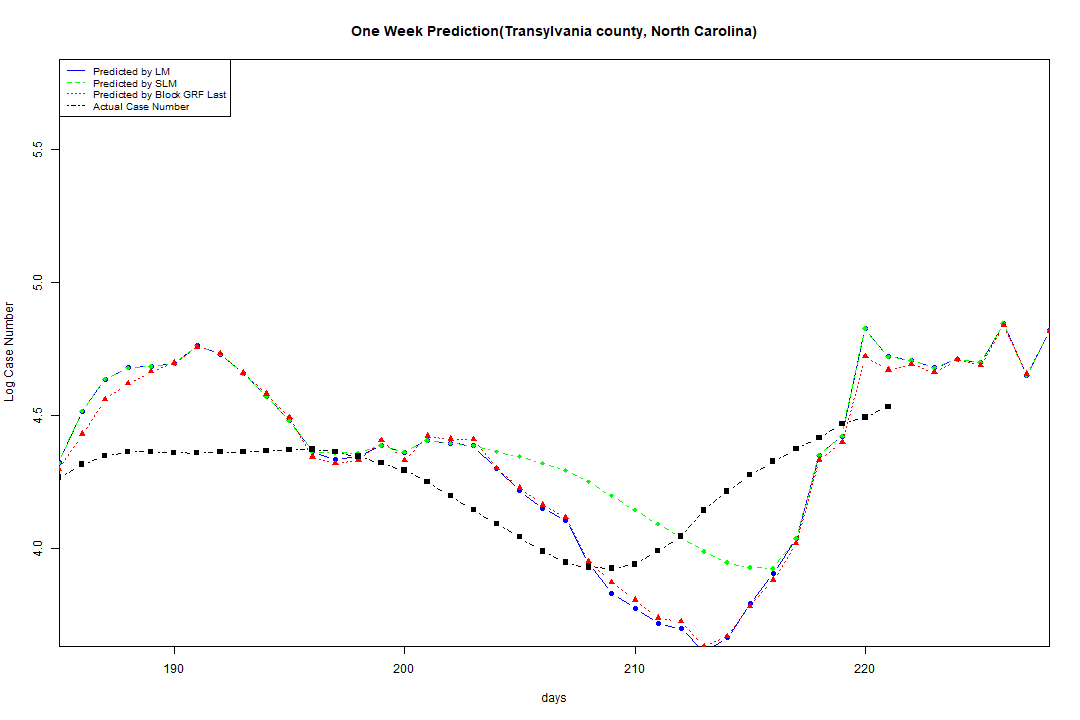 One Week Prediction(Transylvania county, North Carolina)
Predicted by LM
Predicted by SLM
Predicted by Block GRF Last
Actual Case Number
5.5
5.0
4.5
4.0
Log Case Number
190
200
210
220
days